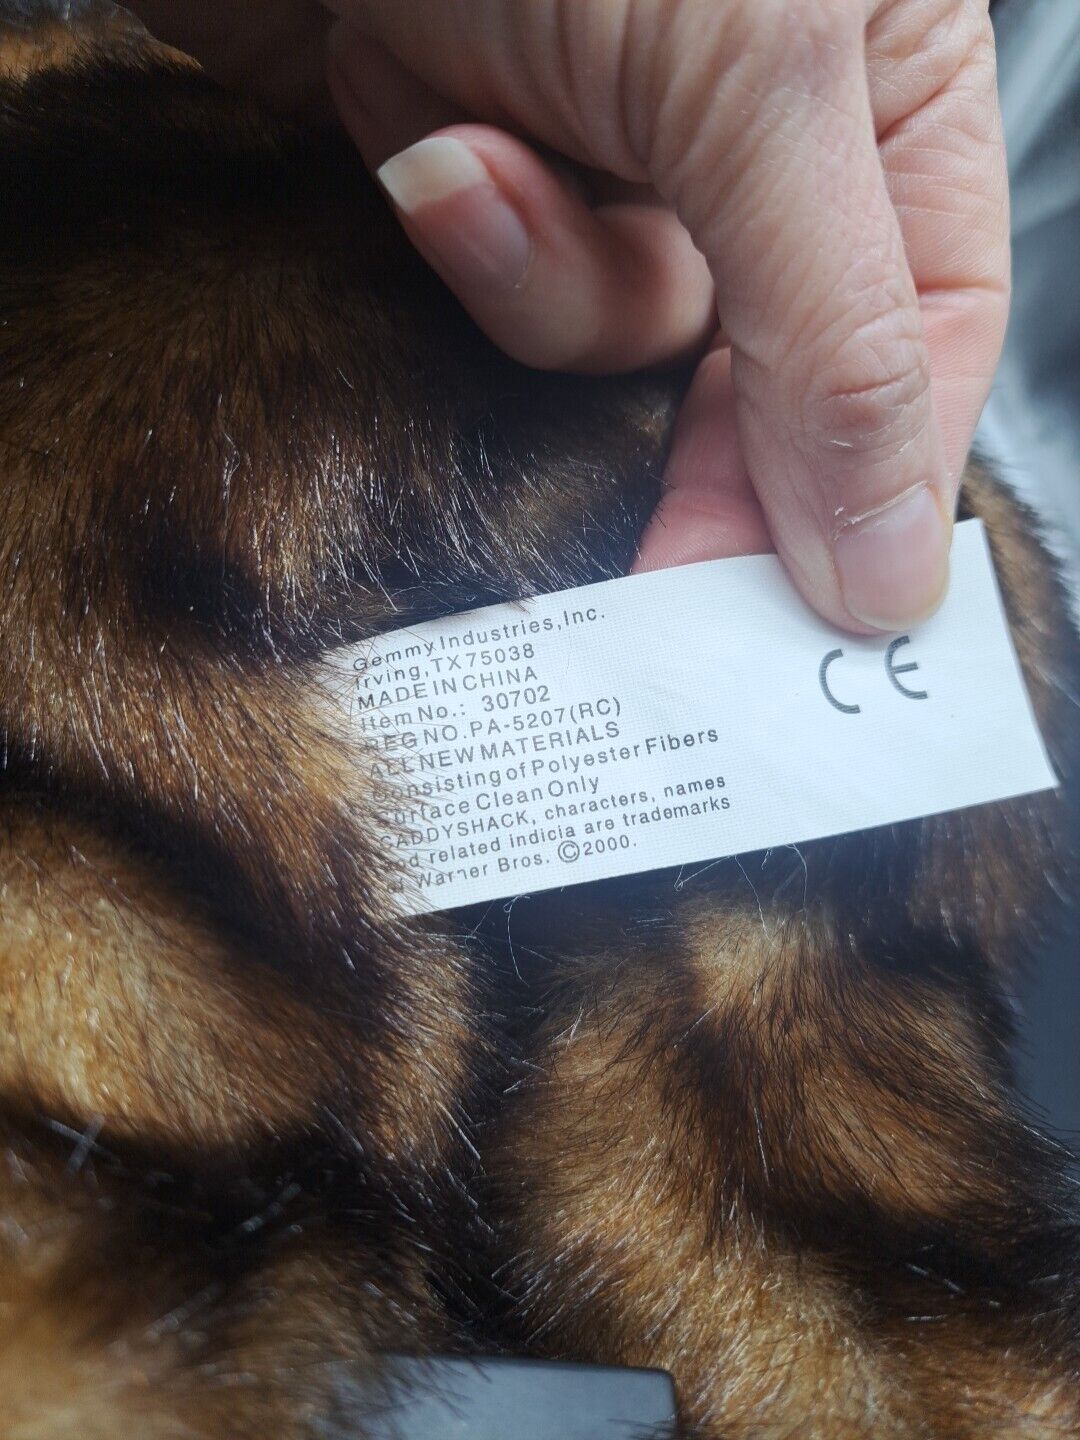 Gemmy Industries, Inc.
Irving, TX 75038
MADE IN CHINA
Item No.: 30702
REG NO. PA-5207(RC)
ALL NEW MATERIALS
Consisting of Polyester Fibers
Surface Clean Only
CADDYSHACK, characters, names
and related indicia are trademarks
of Warner Bros. ©2000.
CE